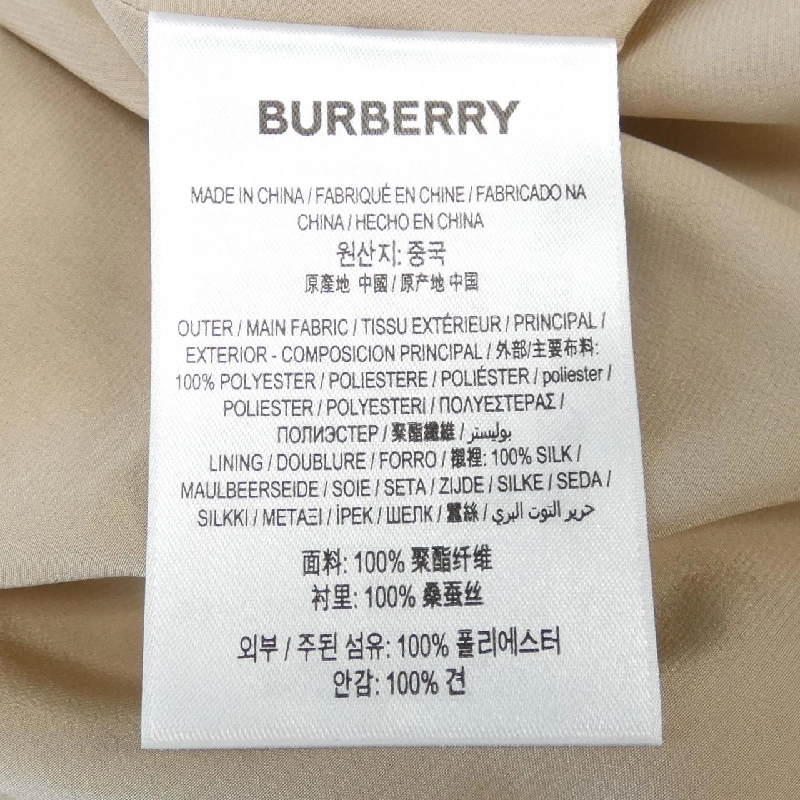 BURBERRY
MADE IN CHINA / FABRIQUÉ EN CHINE / FABRICADO NA
CHINA / HECHO EN CHINA
원산지: 중국
原產地 中國 / 原产地 中国
OUTER / MAIN FABRIC / TISSU EXTÉRIEUR / PRINCIPAL /
EXTERIOR - COMPOSICION PRINCIPAL / 外部/主要布料:
100% POLYESTER / POLIESTERE / POLIÉSTER / poliester /
POLIESTER / POLYESTERI / ΠΟΛΥΕΣΤΕΡΑΣ /
ПОЛИЭСТЕР / 聚酯纖維 / بوليستر
LINING / DOUBLURE / FORRO / 襯裡: 100% SILK /
MAULBEERSEIDE / SOIE / SETA / ZIJDE / SILKE / SEDA /
SILKKI / ΜΕΤΑΞΙ / İPEK / ШЕЛК / 蠶絲 / حرير التوت البري
面料: 100% 聚酯纤维
衬里: 100% 桑蚕丝
외부 / 주된 섬유: 100% 폴리에스터
안감: 100% 견